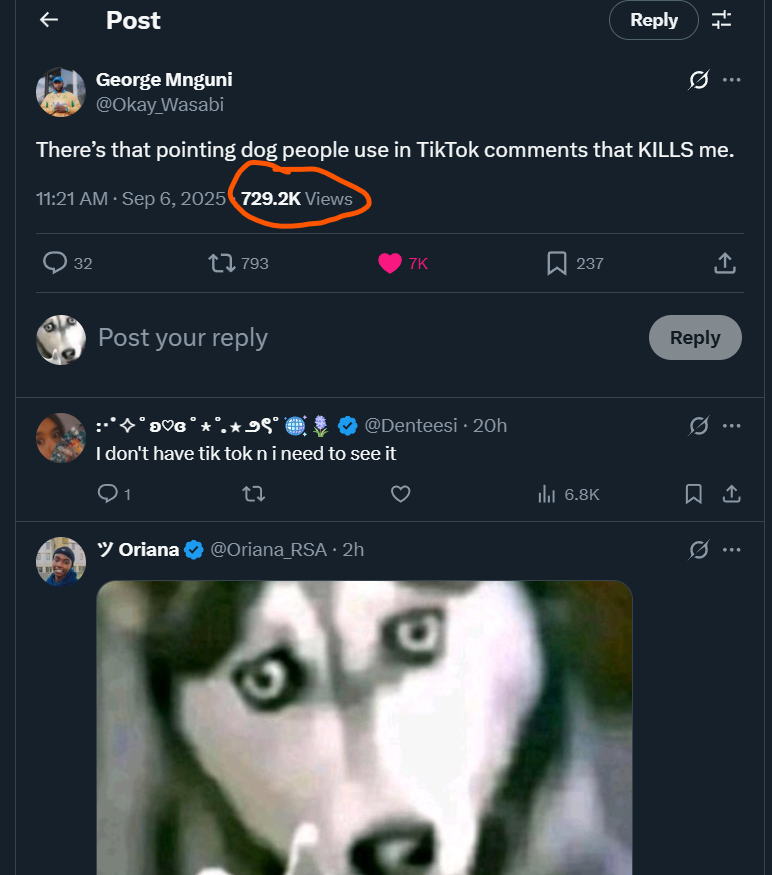 Post
Reply
George Mnguni
@Okay_Wasabi
There’s that pointing dog people use in TikTok comments that KILLS me.
11:21 AM · Sep 6, 2025 · 729.2K Views
32 793 7K 237
Post your reply
Reply
@Denteesi · 20h
I don't have tik tok n i need to see it
1 6.8K
ツ Oriana @Oriana_RSA · 2h